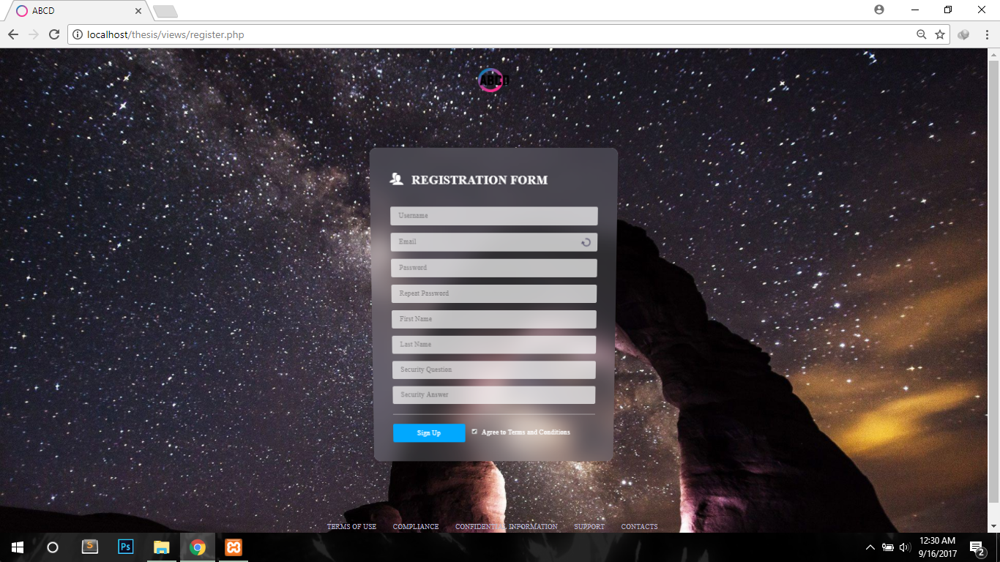 ABCD
localhost/thesis/views/register.php
ABCD
REGISTRATION FORM
Username
Email
Password
Repeat Password
First Name
Last Name
Security Question
Security Answer
Sign Up Agree to Terms and Conditions
TERMS OF USE COMPLIANCE CONFIDENTIAL INFORMATION SUPPORT CONTACTS
S Ps 12:30 AM
9/16/2017 2